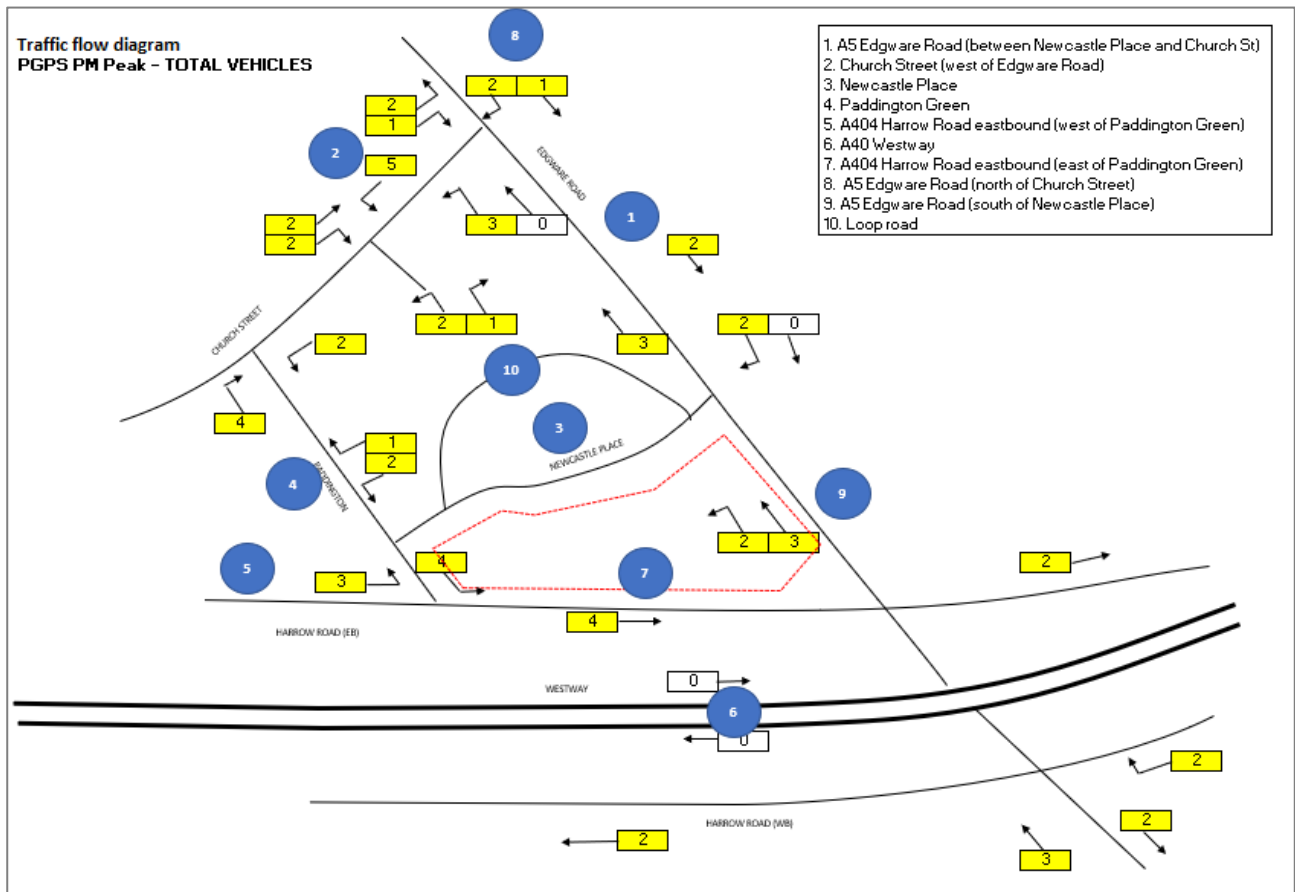 Traffic flow diagram
PGPS PM Peak - TOTAL VEHICLES
1. A5 Edgware Road (between Newcastle Place and Church St)
2. Church Street (west of Edgware Road)
3. Newcastle Place
4. Paddington Green
5. A404 Harrow Road eastbound (west of Paddington Green)
6. A40 Westway
7. A404 Harrow Road eastbound (east of Paddington Green)
8. A5 Edgware Road (north of Church Street)
9. A5 Edgware Road (south of Newcastle Place)
10. Loop road
8
2 1
2
1
2
5
EDGWARE ROAD
2
2
3 0
1
2
CHURCH STREET
2
2 1
3
2 0
10
4
3
NEWCASTLE PLACE
1
2
4
PADDINGTON
9
2 3
5
3
4
7
2
HARROW ROAD (EB)
4
WESTWAY
0
6
0
2
HARROW ROAD (WB)
2
2
3